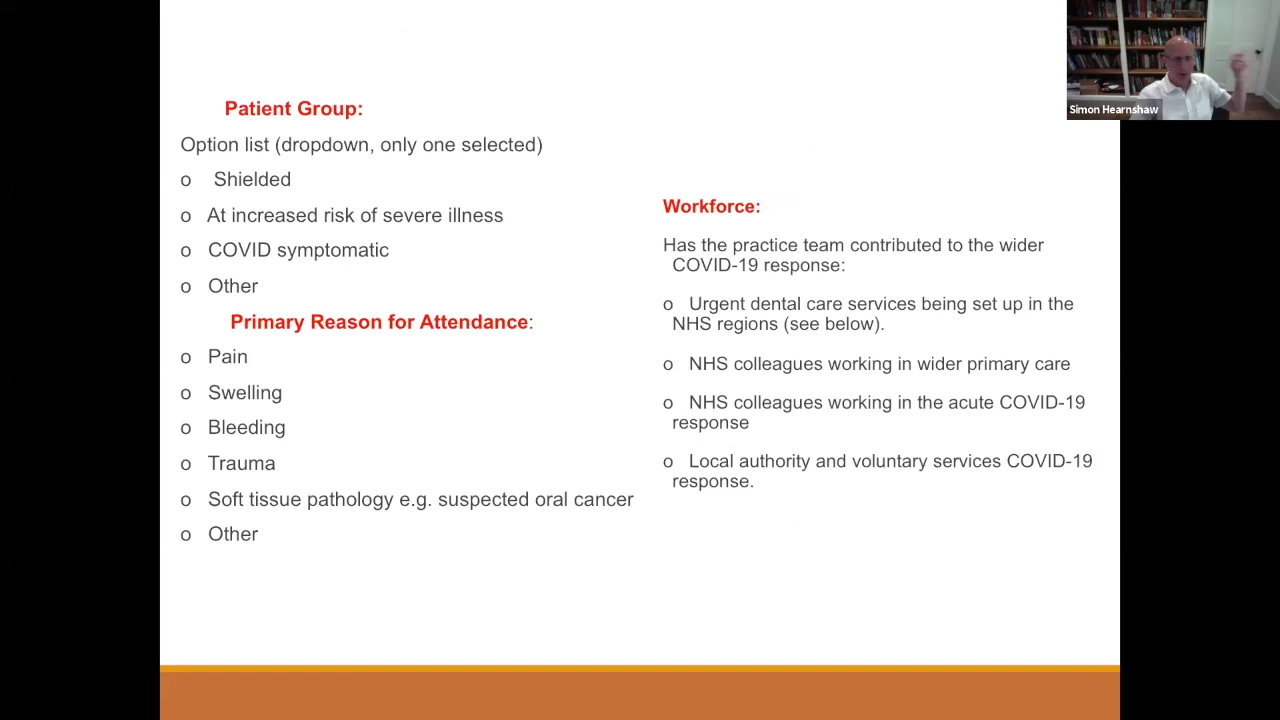 Patient Group:
Option list (dropdown, only one selected)
o Shielded
o At increased risk of severe illness
o COVID symptomatic
o Other
Primary Reason for Attendance:
o Pain
o Swelling
o Bleeding
o Trauma
o Soft tissue pathology e.g. suspected oral cancer
o Other
Workforce:
Has the practice team contributed to the wider
COVID-19 response:
o Urgent dental care services being set up in the
NHS regions (see below).
o NHS colleagues working in wider primary care
o NHS colleagues working in the acute COVID-19
response
o Local authority and voluntary services COVID-19
response.
Simon Hearnshaw